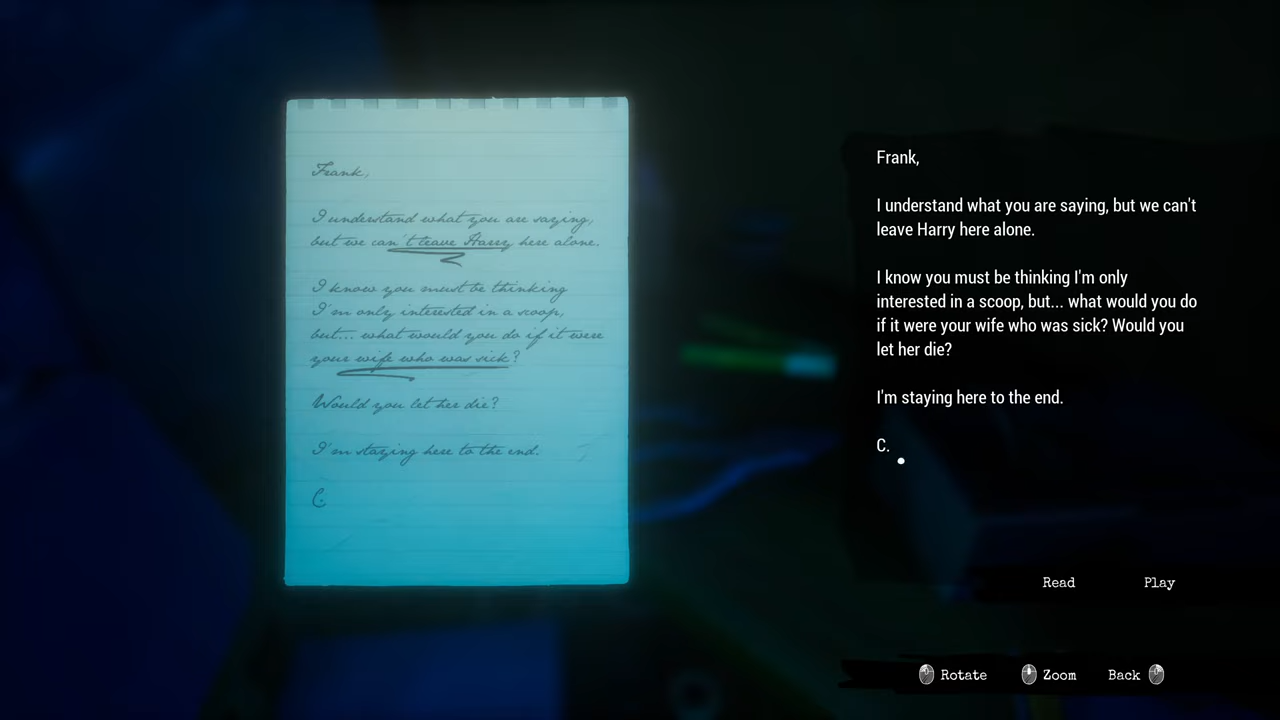 Frank,
I understand what you are saying,
but we can't leave Harry here alone.
I know you must be thinking
I'm only interested in a scoop,
but... what would you do if it were
your wife who was sick?
Would you let her die?
I'm staying here to the end.
C.
Frank,
I understand what you are saying, but we can't
leave Harry here alone.
I know you must be thinking I'm only
interested in a scoop, but... what would you do
if it were your wife who was sick? Would you
let her die?
I'm staying here to the end.
C.
Read Play
Rotate Zoom Back